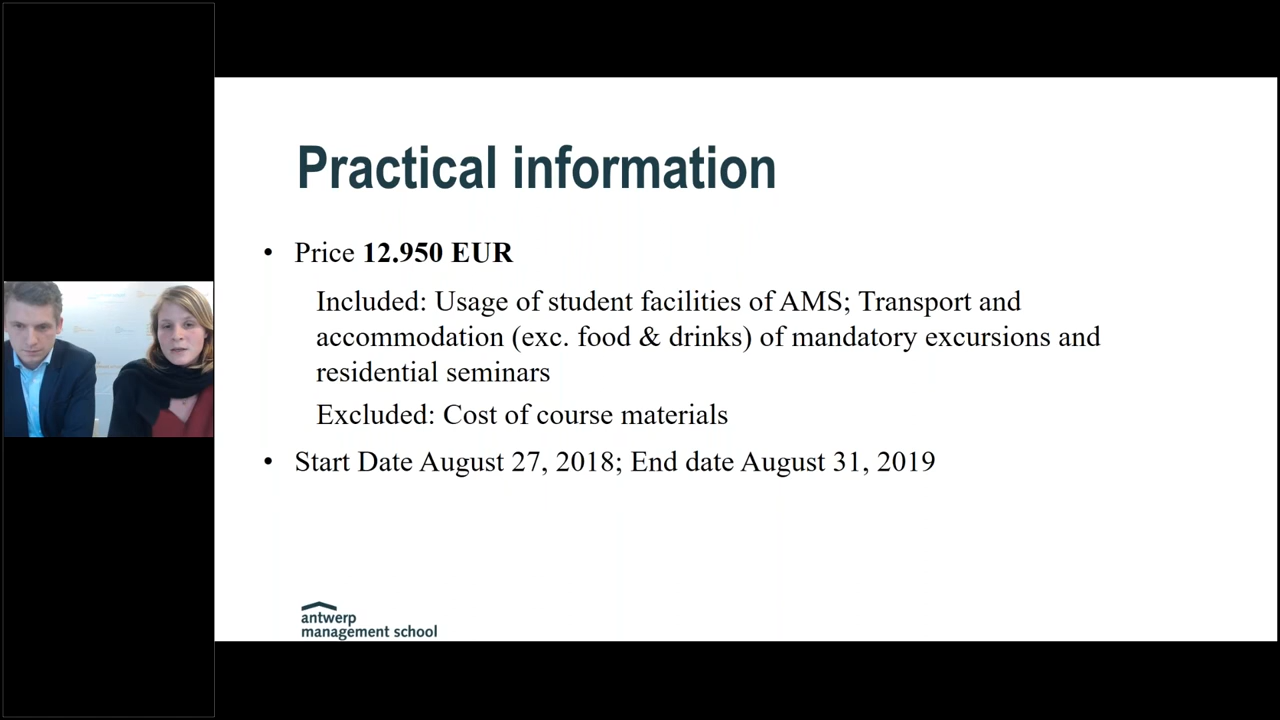 Practical information
• Price 12.950 EUR
Included: Usage of student facilities of AMS; Transport and
accommodation (exc. food & drinks) of mandatory excursions and
residential seminars
Excluded: Cost of course materials
• Start Date August 27, 2018; End date August 31, 2019
antwerp
management school